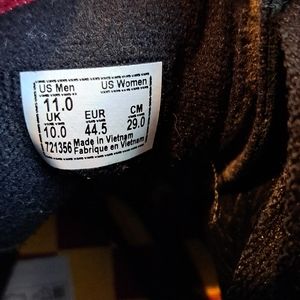 US Men US Women
11.0
UK EUR CM
10.0 44.5 29.0
721356 Made in Vietnam
Fabriqué en Vietnam